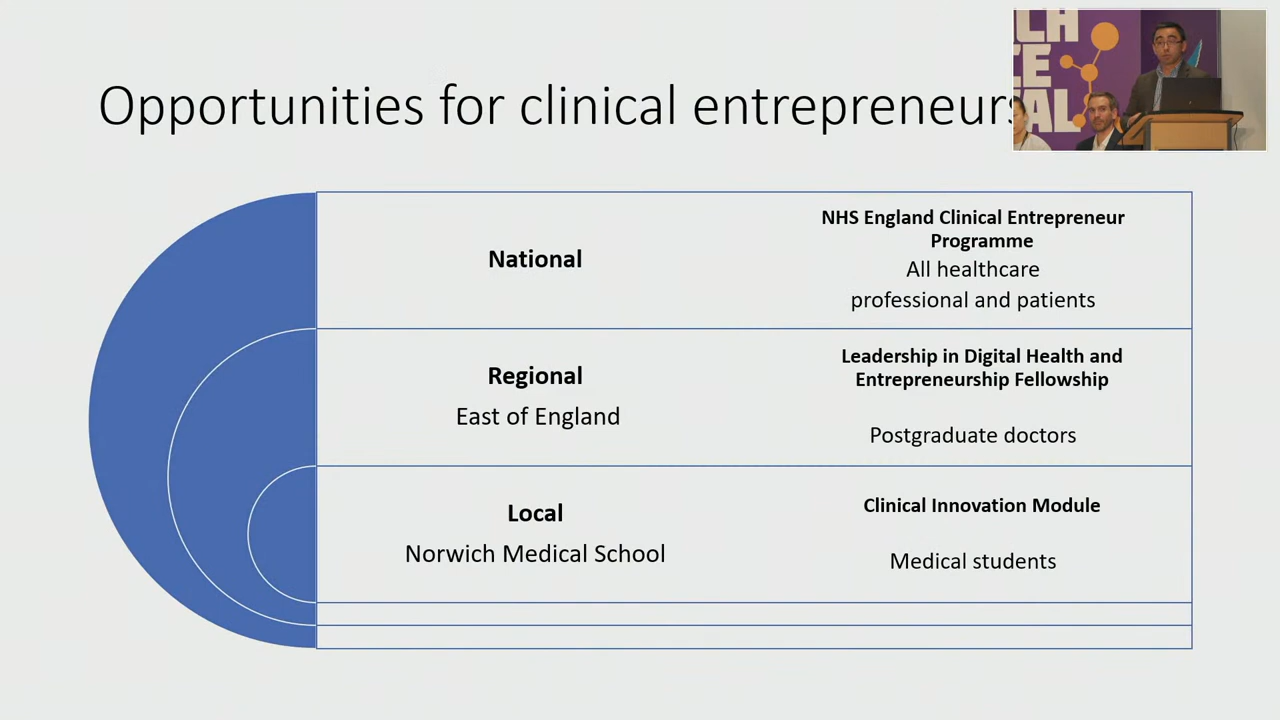 Opportunities for clinical entrepreneurs
National
NHS England Clinical Entrepreneur
Programme
All healthcare
professional and patients
Regional
East of England
Leadership in Digital Health and
Entrepreneurship Fellowship
Postgraduate doctors
Local
Norwich Medical School
Clinical Innovation Module
Medical students